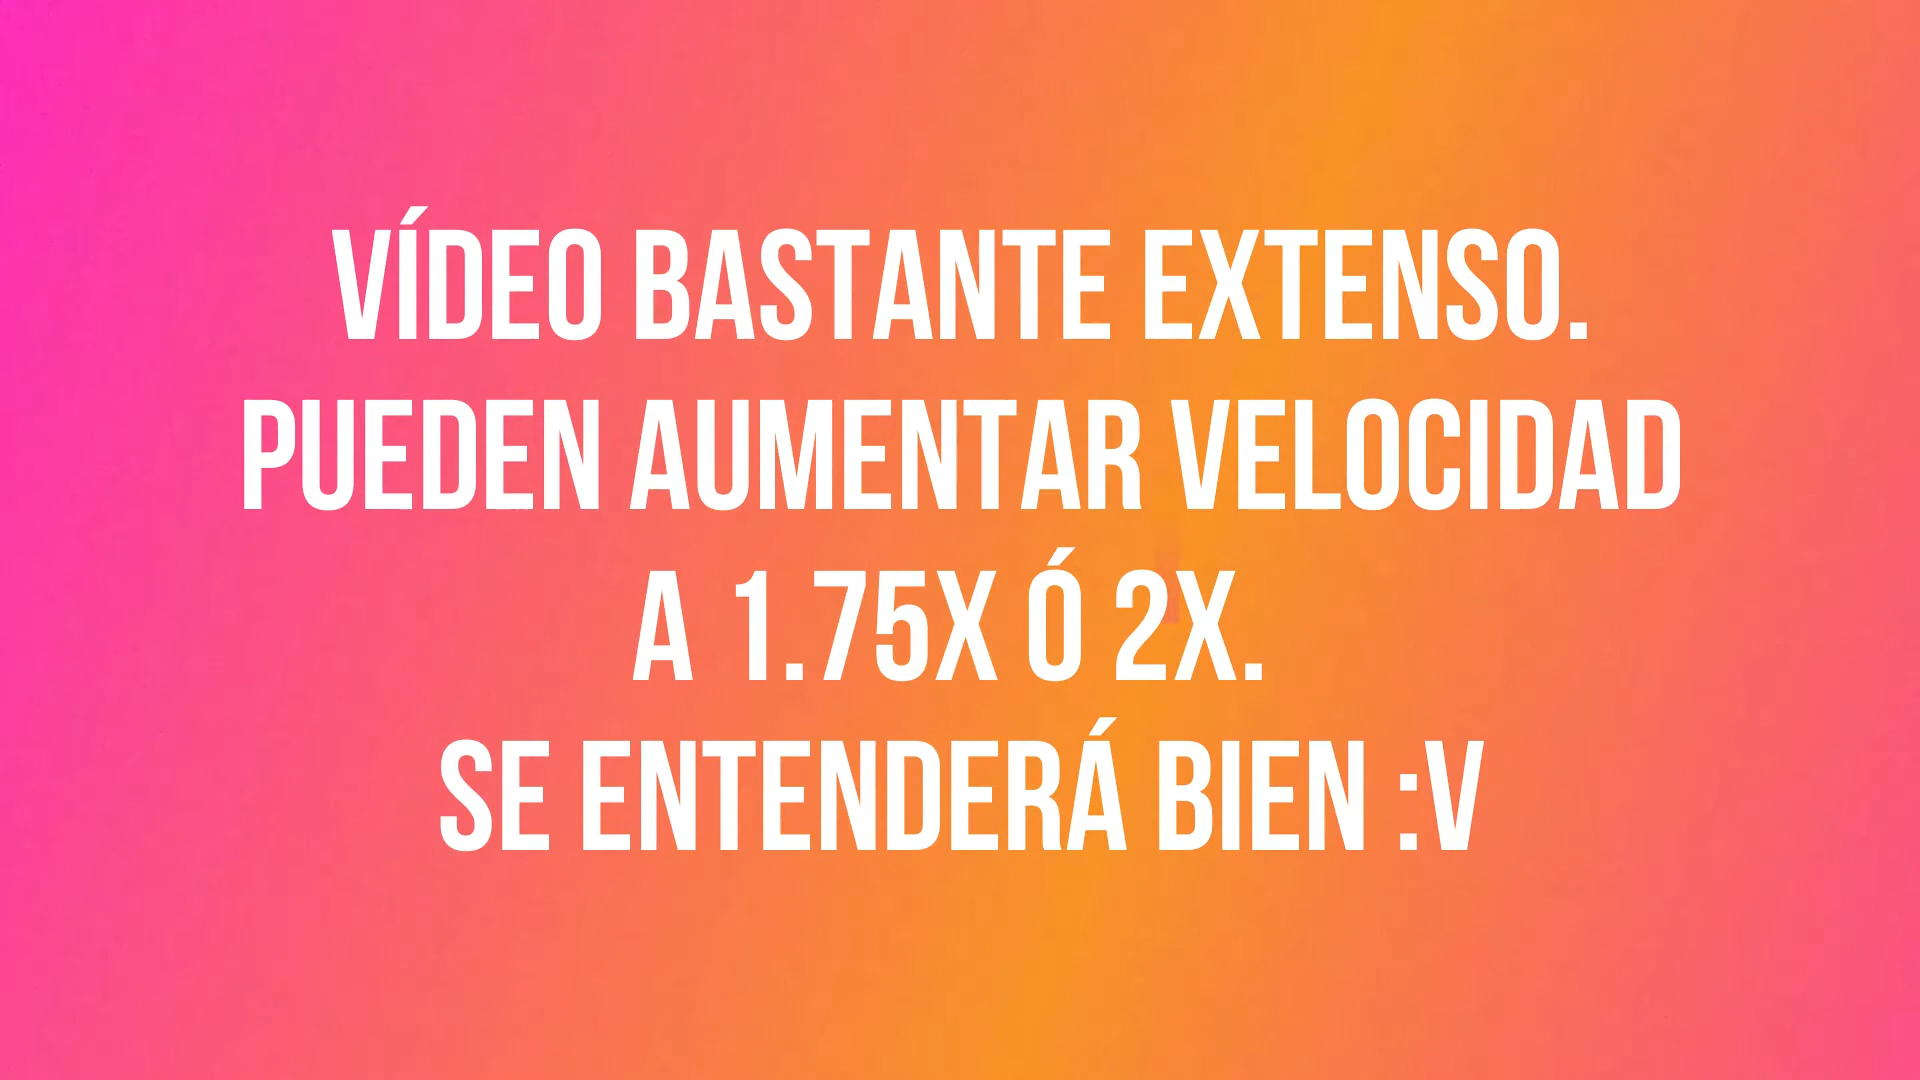 VÍDEO BASTANTE EXTENSO.
PUEDEN AUMENTAR VELOCIDAD
A 1.75X Ó 2X.
SE ENTENDERÁ BIEN :V